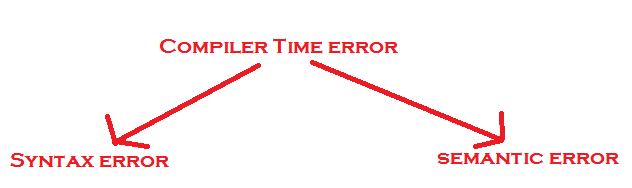 Compiler Time error
Syntax error
semantic error